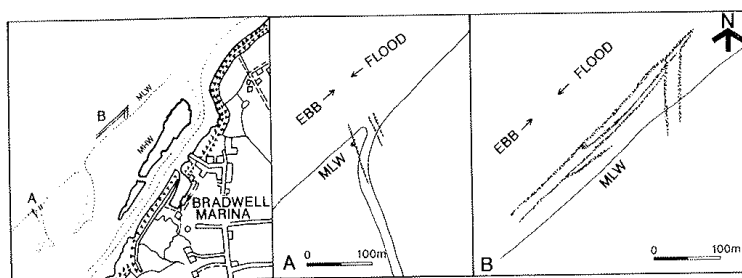 MLW
B
MHW
A
BRADWELL
MARINA
EBB → ← FLOOD
MLW
A
0 100m
N
EBB → ← FLOOD
MLW
B
0 100m